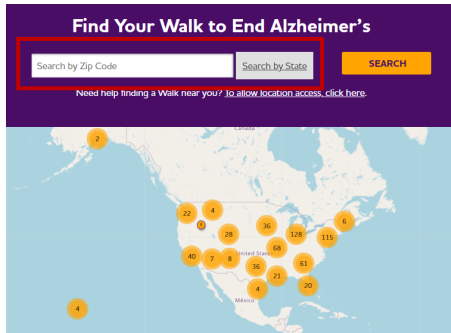 Find Your Walk to End Alzheimer's
Search by Zip Code
Search by State
SEARCH
Need help finding a Walk near you? To allow location access, click here.
Canada
2
22
4
6
36
28
128
115
68
United States
40
7
8
36
61
21
20
4
México
4